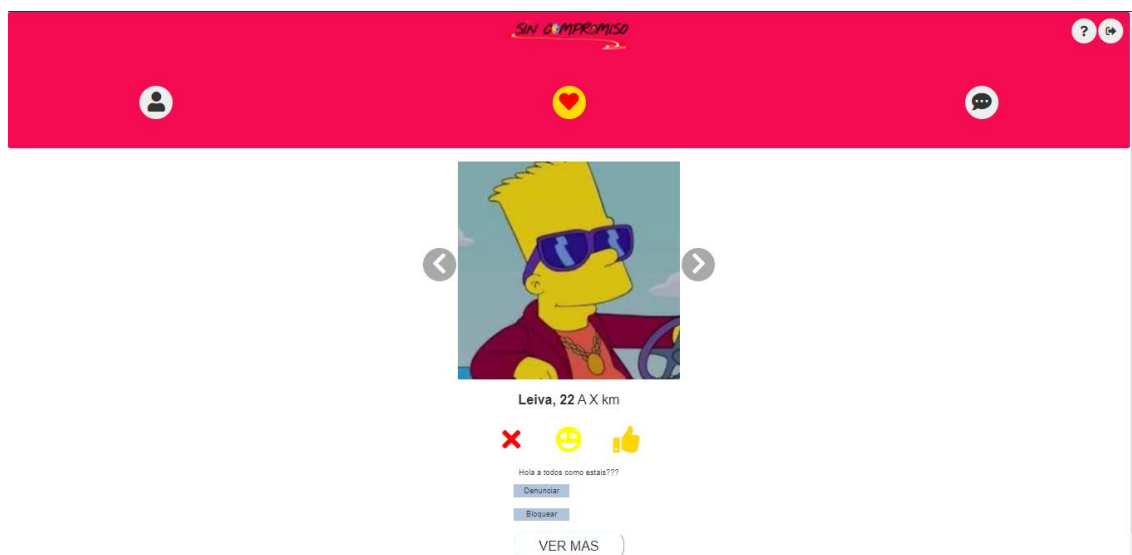 SIN COMPROMISO
?
Leiva, 22 A X km
Hola a todos como estais???
Denunciar
Bloquear
VER MAS